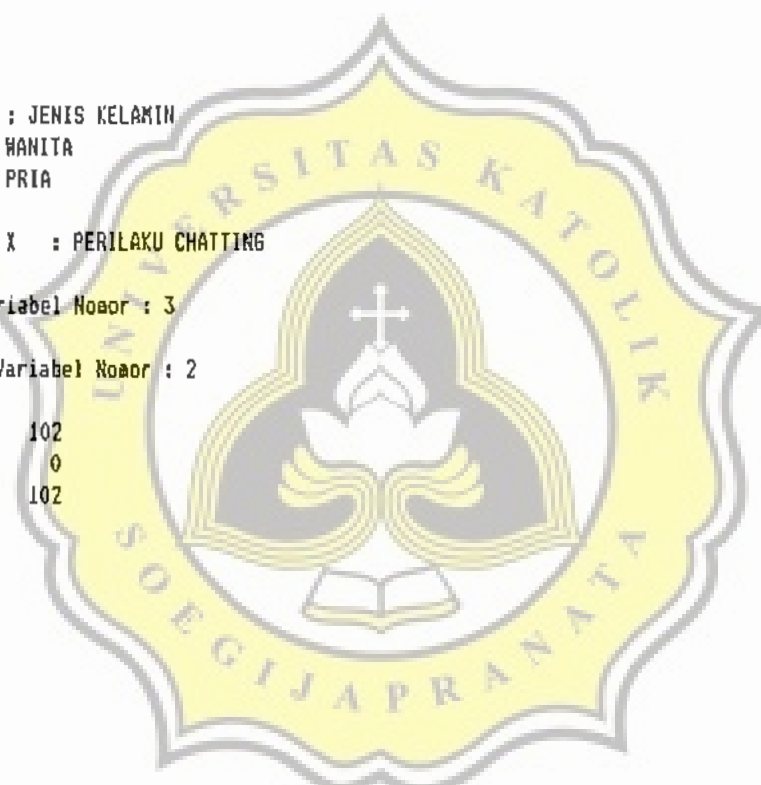 : JENIS KELAMIN
WANITA
PRIA
X : PERILAKU CHATTING
riabel Nomor : 3
Variabel Nomor : 2
102
0
102
UNIVERSITAS KATOLIK
SOEGIJAPRANATA